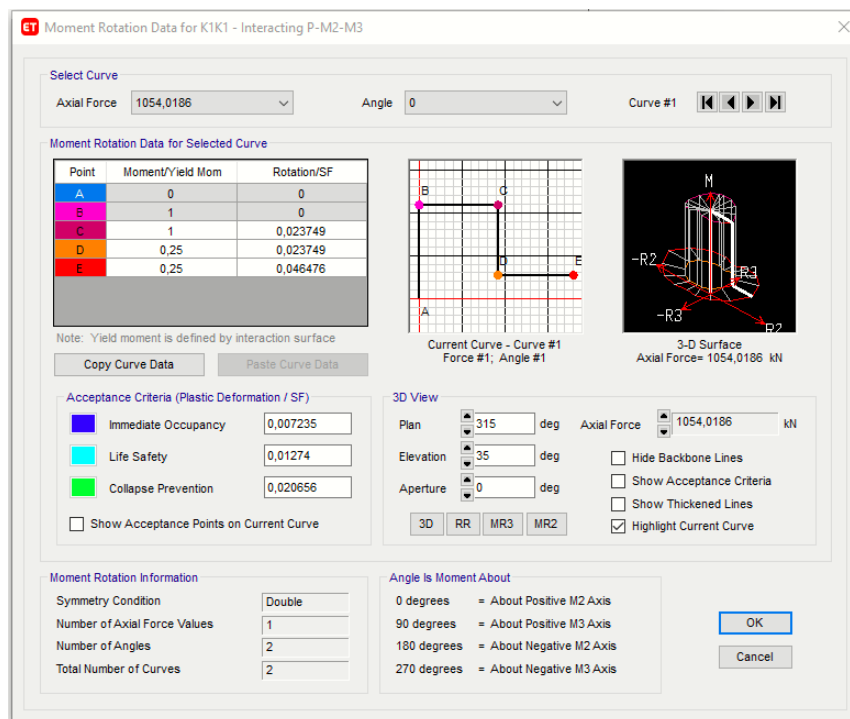 ET Moment Rotation Data for K1K1 - Interacting P-M2-M3
Select Curve
Axial Force 1054,0186 Angle 0 Curve #1
Moment Rotation Data for Selected Curve
Point Moment/Yield Mom Rotation/SF
A 0 0
B 1 0
C 1 0,023749
D 0,25 0,023749
E 0,25 0,046476
Note: Yield moment is defined by interaction surface
Copy Curve Data Paste Curve Data
B C
D E
A
Current Curve - Curve #1
Force #1; Angle #1
M
-R2 R3
-R3 R2
3-D Surface
Axial Force= 1054,0186 kN
Acceptance Criteria (Plastic Deformation / SF)
Immediate Occupancy 0,007235
Life Safety 0,01274
Collapse Prevention 0,020656
Show Acceptance Points on Current Curve
3D View
Plan 315 deg Axial Force 1054,0186 kN
Elevation 35 deg Hide Backbone Lines
Show Acceptance Criteria
Aperture 0 deg
Show Thickened Lines
3D RR MR3 MR2 Highlight Current Curve
Moment Rotation Information
Symmetry Condition Double
Number of Axial Force Values 1
Number of Angles 2
Total Number of Curves 2
Angle Is Moment About
0 degrees = About Positive M2 Axis
90 degrees = About Positive M3 Axis
180 degrees = About Negative M2 Axis
270 degrees = About Negative M3 Axis
OK
Cancel